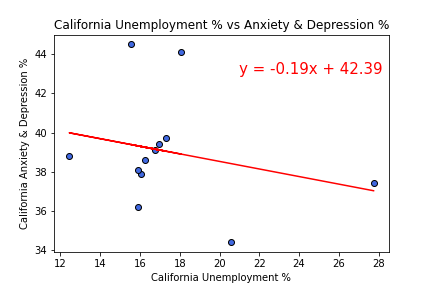 California Unemployment % vs Anxiety & Depression %
y = -0.19x + 42.39
California Anxiety & Depression %
44
42
40
38
36
34
12 14 16 18 20 22 24 26 28
California Unemployment %